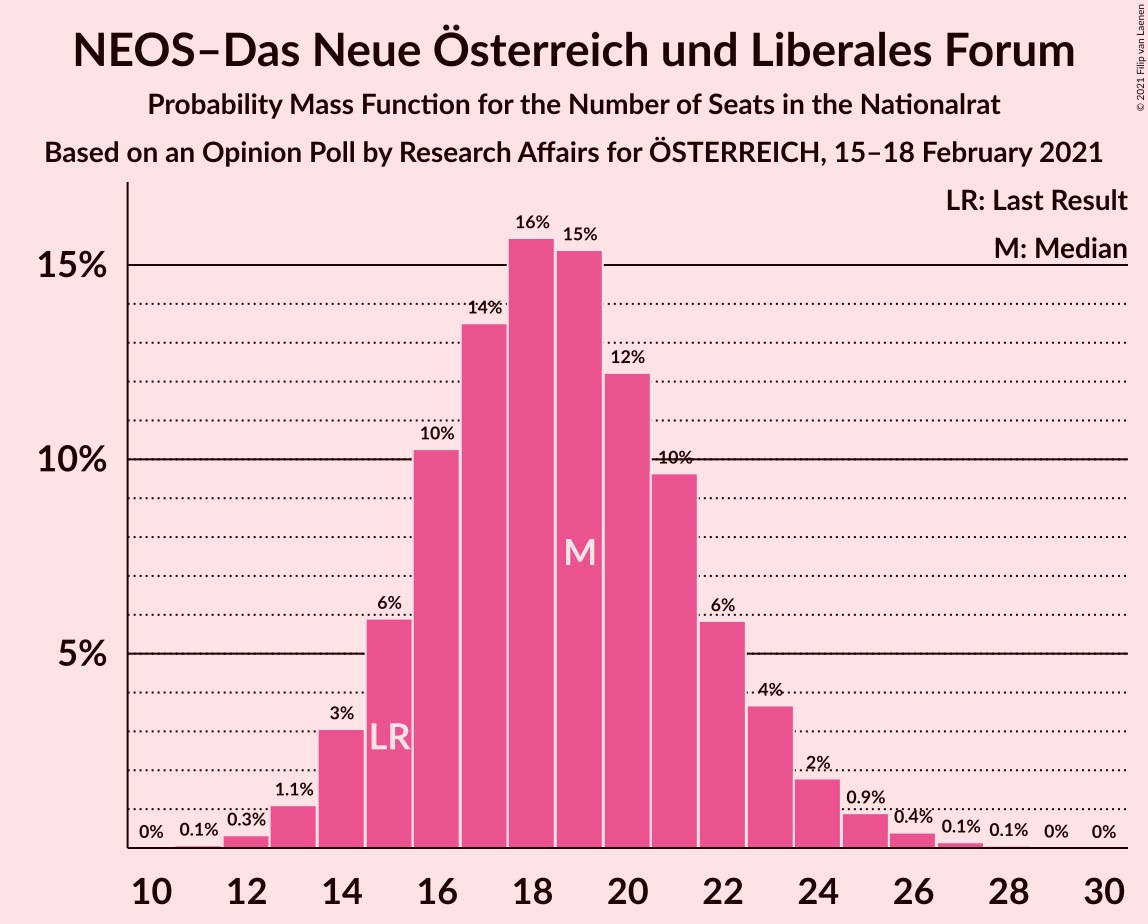 NEOS–Das Neue Österreich und Liberales Forum
Probability Mass Function for the Number of Seats in the Nationalrat
Based on an Opinion Poll by Research Affairs for ÖSTERREICH, 15–18 February 2021
© 2021 Filip van Laenen
LR: Last Result
M: Median
15%
10%
5%
0%
0.1%
0.3%
1.1%
3%
6%
10%
14%
16%
15%
12%
10%
6%
4%
2%
0.9%
0.4%
0.1%
0.1%
0%
0%
LR
M
10 12 14 16 18 20 22 24 26 28 30